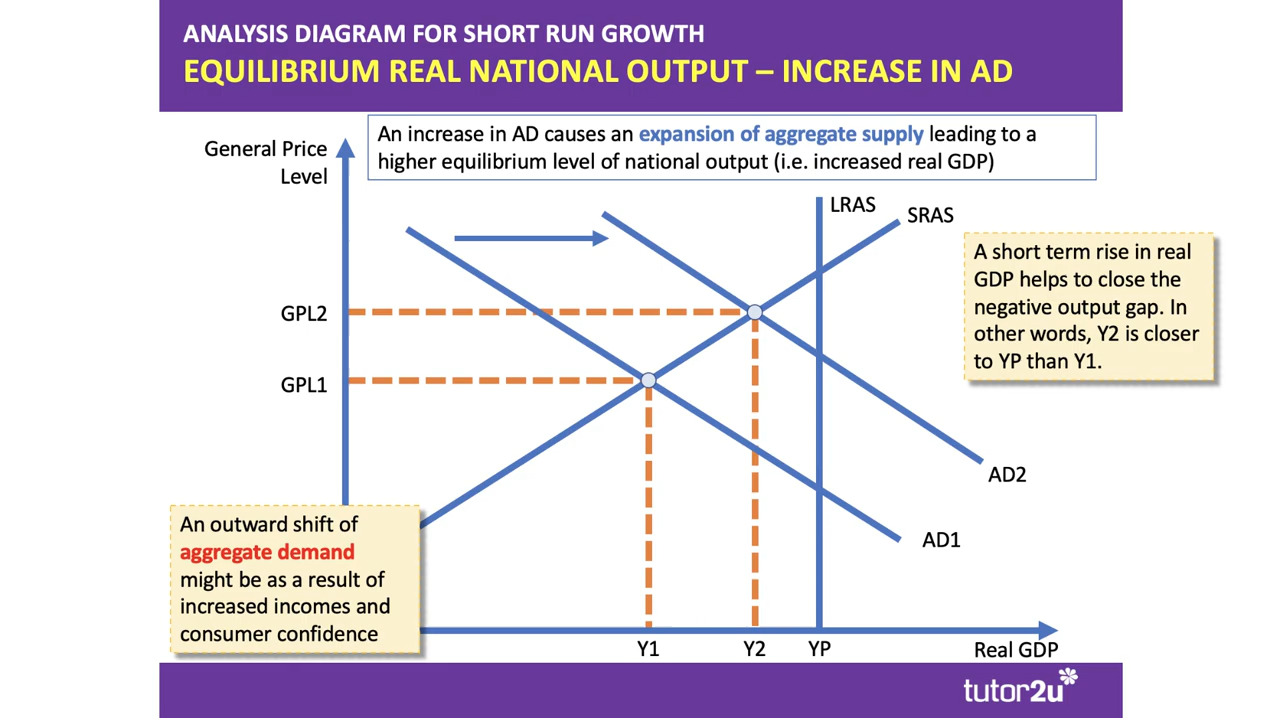 ANALYSIS DIAGRAM FOR SHORT RUN GROWTH
EQUILIBRIUM REAL NATIONAL OUTPUT – INCREASE IN AD
An increase in AD causes an expansion of aggregate supply leading to a
higher equilibrium level of national output (i.e. increased real GDP)
General Price
Level
LRAS
SRAS
A short term rise in real
GDP helps to close the
negative output gap. In
other words, Y2 is closer
to YP than Y1.
GPL2
GPL1
AD2
AD1
An outward shift of
aggregate demand
might be as a result of
increased incomes and
consumer confidence
Y1
Y2
YP
Real GDP
tutor2u